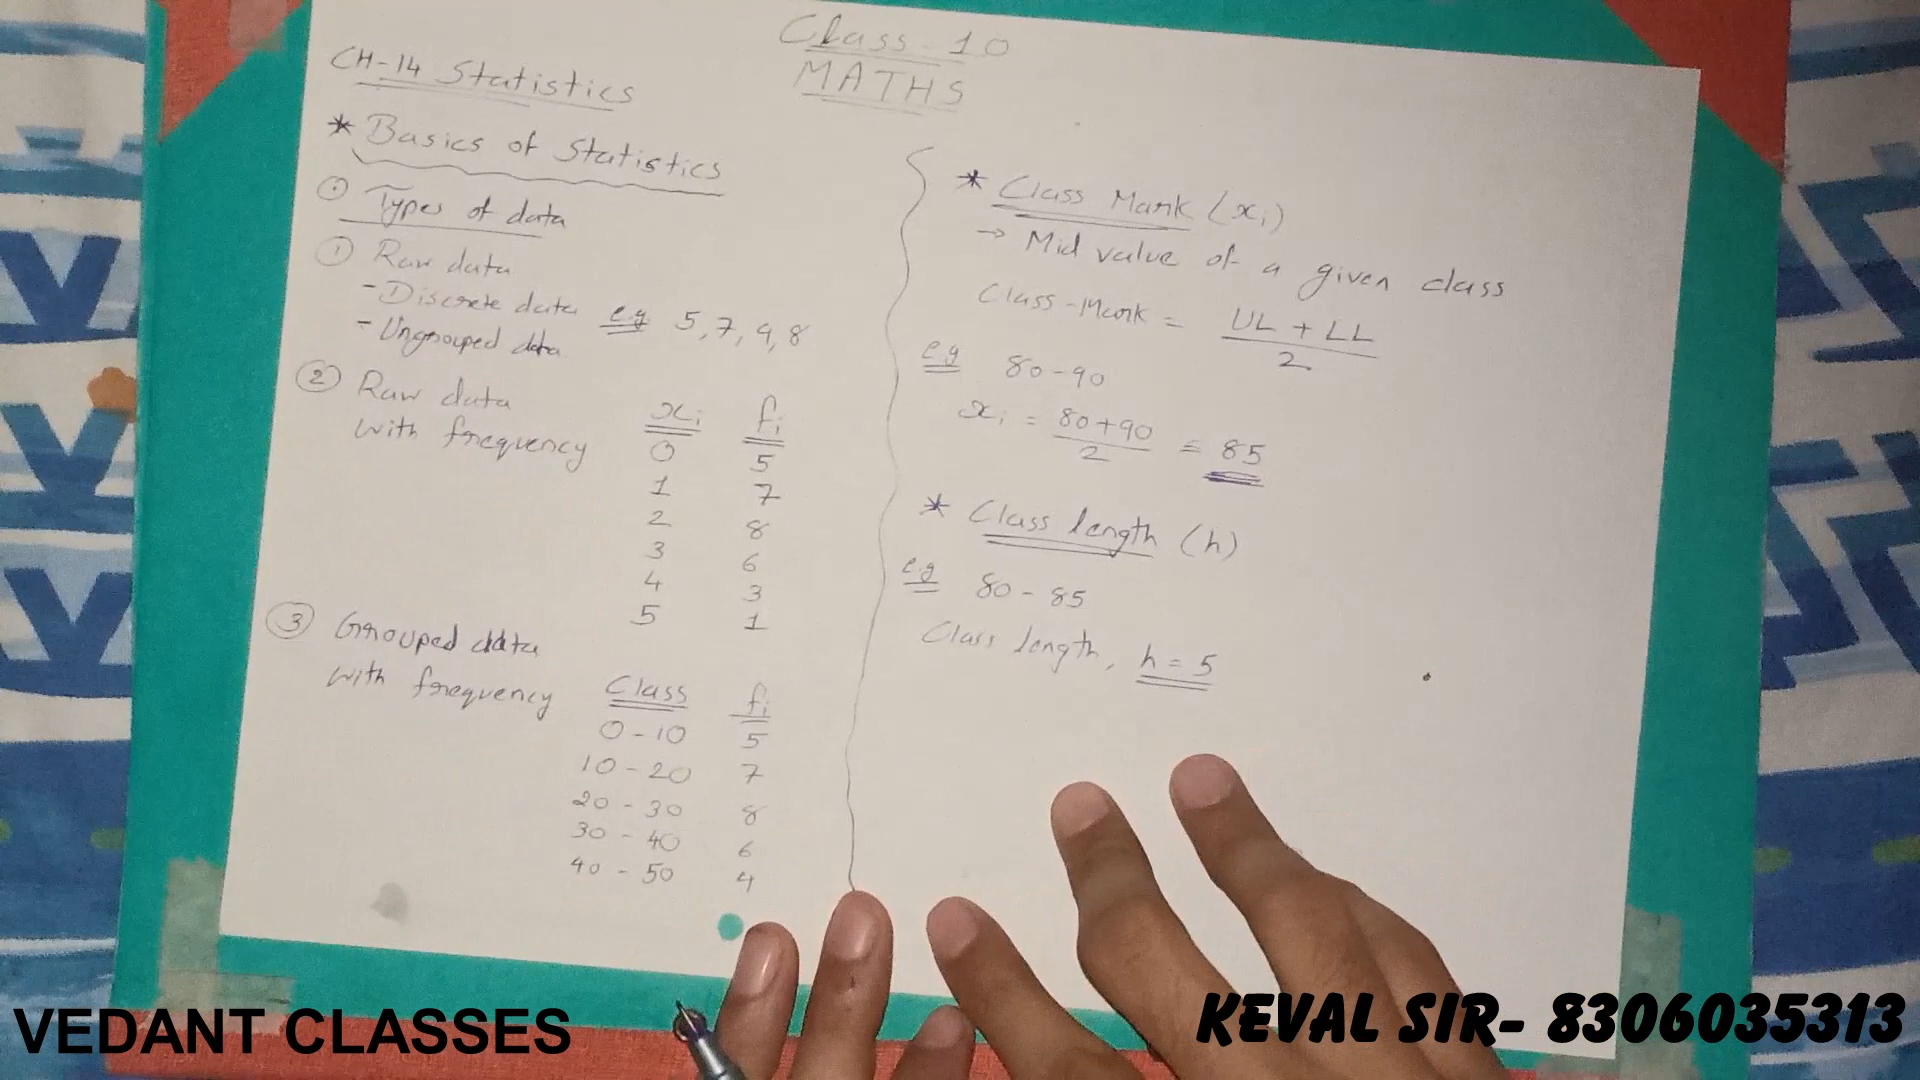 Class - 10
MATHS
CH-14 Statistics
* Basics of Statistics
Types of data
① Raw data
- Discrete data
- Ungrouped data
e.g 5, 7, 9, 8
② Raw data
with frequency
xi fi
0 5
1 7
2 8
3 6
4 3
5 1
③ Grouped data
with frequency
Class fi
0 - 10 5
10 - 20 7
20 - 30 8
30 - 40 6
40 - 50 4
* Class Mark (xi)
→ Mid value of a given class
Class-Mark = UL + LL / 2
e.g 80 - 90
xi = 80+90 / 2 = 85
* Class length (h)
e.g 80 - 85
Class length, h = 5
VEDANT CLASSES
KEVAL SIR- 8306035313